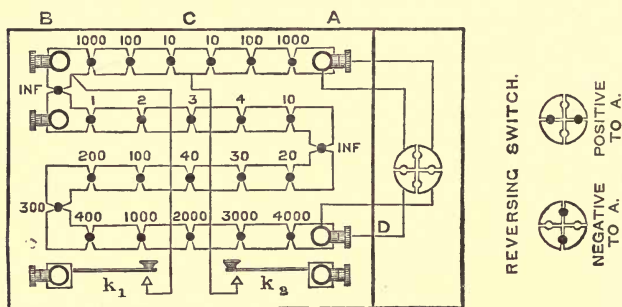 B C A
1000 100 10 10 100 1000
INF
1 2 3 4 10
INF
200 100 40 30 20
300
400 1000 2000 3000 4000
D
k₁ k₂
REVERSING SWITCH.
POSITIVE TO A.
NEGATIVE TO A.